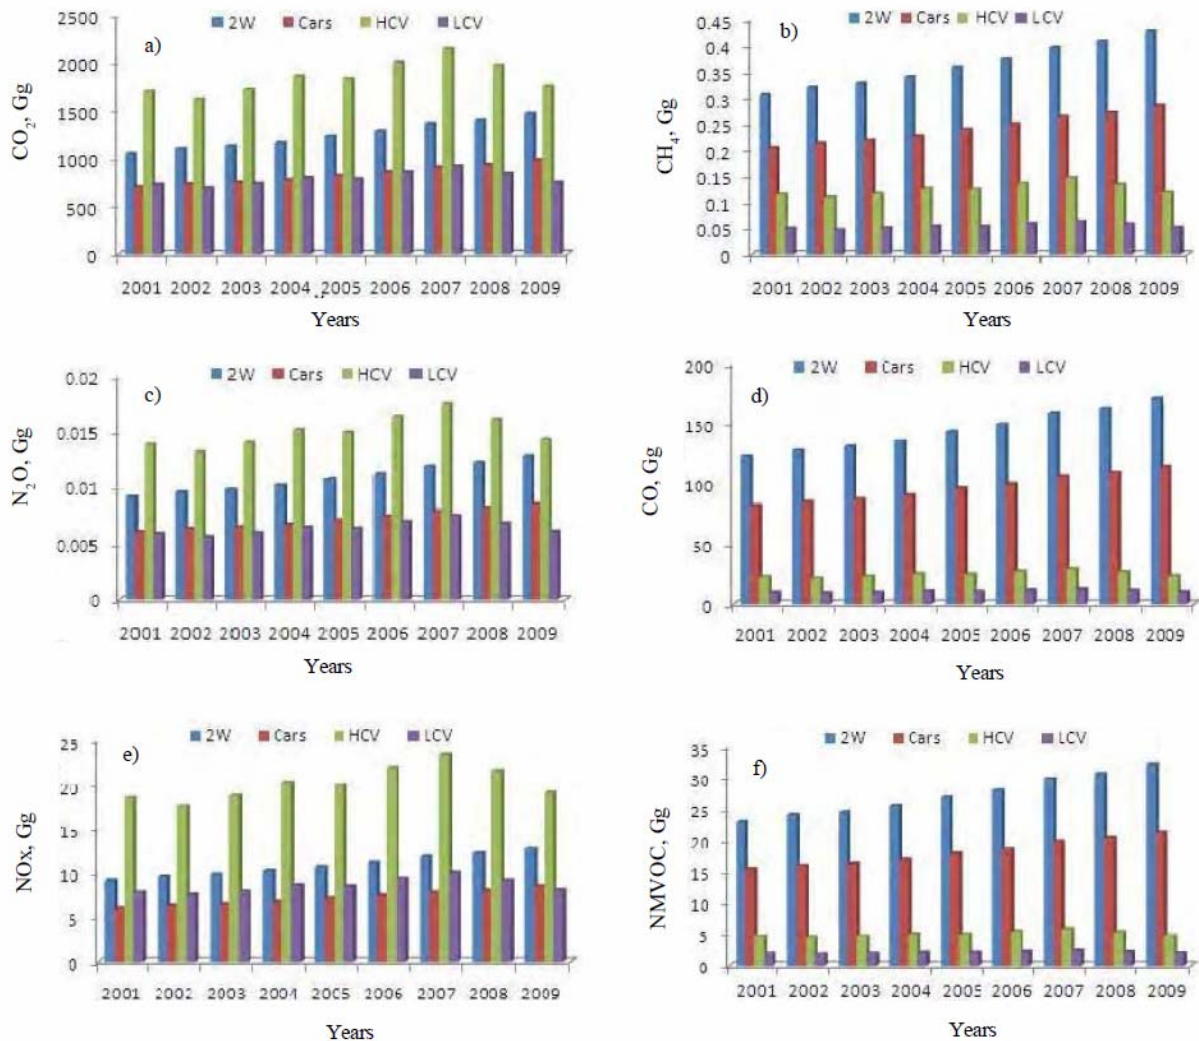 2W Cars HCV LCV
a)
2500
2000
1500
1000
500
0
CO2, Gg
2001 2002 2003 2004 2005 2006 2007 2008 2009
Years
2W Cars HCV LCV
b)
0.45
0.4
0.35
0.3
0.25
0.2
0.15
0.1
0.05
0
CH4, Gg
2001 2002 2003 2004 2005 2006 2007 2008 2009
Years
2W Cars HCV LCV
c)
0.02
0.015
0.01
0.005
0
N2O, Gg
2001 2002 2003 2004 2005 2006 2007 2008 2009
Years
2W Cars HCV LCV
d)
200
150
100
50
0
CO, Gg
2001 2002 2003 2004 2005 2006 2007 2008 2009
Years
2W Cars HCV LCV
e)
25
20
15
10
5
0
NOx, Gg
2001 2002 2003 2004 2005 2006 2007 2008 2009
Years
2W Cars HCV LCV
f)
35
30
25
20
15
10
5
0
NMVOC, Gg
2001 2002 2003 2004 2005 2006 2007 2008 2009
Years